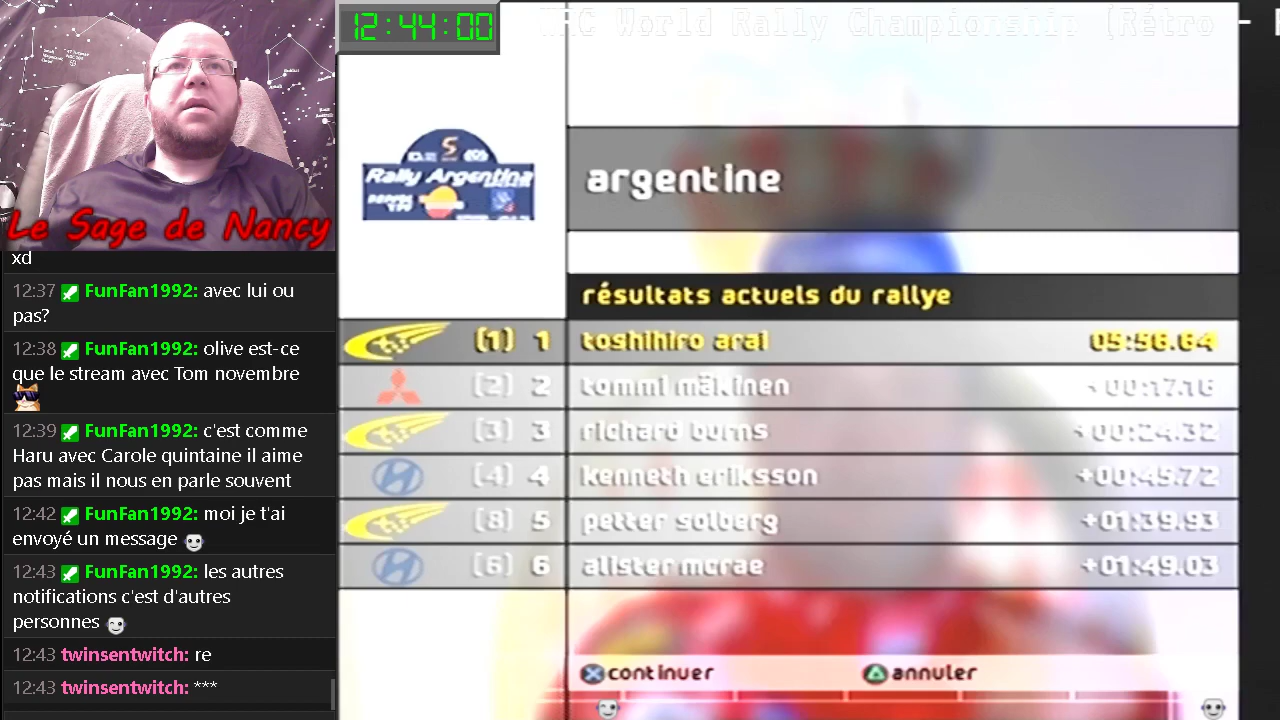 12:44:00
WRC World Rally Championship (Rétro -
Le Sage de Nancy
xd
12:37 FunFan1992: avec lui ou
pas?
12:38 FunFan1992: olive est-ce
que le stream avec Tom novembre
12:39 FunFan1992: c'est comme
Haru avec Carole quintaine il aime
pas mais il nous en parle souvent
12:42 FunFan1992: moi je t'ai
envoyé un message
12:43 FunFan1992: les autres
notifications c'est d'autres
personnes
12:43 twinsentwitch: re
12:43 twinsentwitch: ***
Rally Argentina
argentine
résultats actuels du rallye
(1) 1 toshihiro arai 05:56.64
(2) 2 tommi mäkinen +00:17.16
(3) 3 richard burns +00:24.32
(4) 4 kenneth eriksson +00:45.72
(8) 5 petter solberg +01:39.93
(6) 6 alister mcrae +01:49.03
continuer annuler